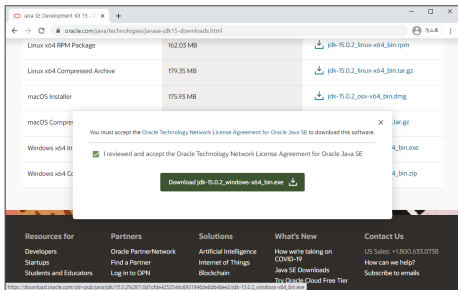 Java SE Development Kit 15 - D
oracle.com/java/technologies/javase-jdk15-downloads.html
게스트
Linux x64 RPM Package 162.03 MB jdk-15.0.2_linux-x64_bin.rpm
Linux x64 Compressed Archive 179.35 MB jdk-15.0.2_linux-x64_bin.tar.gz
macOS Installer 175.93 MB jdk-15.0.2_osx-x64_bin.dmg
macOS Compres .tar.gz
You must accept the Oracle Technology Network License Agreement for Oracle Java SE to download this software.
Windows x64 In 4_bin.exe
I reviewed and accept the Oracle Technology Network License Agreement for Oracle Java SE
Windows x64 Co 4_bin.zip
Download jdk-15.0.2_windows-x64_bin.exe
Resources for Partners Solutions What's New Contact Us
Developers Oracle PartnerNetwork Artificial Intelligence How we're taking on COVID-19 US Sales: +1.800.633.0738
Startups Find a Partner Internet of Things Java SE Downloads How can we help?
Students and Educators Log in to OPN Blockchain Try Oracle Cloud Free Tier Subscribe to emails